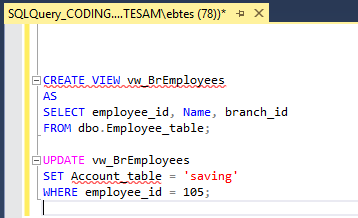 SQLQuery_CODING....TESAM\ebtes (78))*
CREATE VIEW vw_BrEmployees
AS
SELECT employee_id, Name, branch_id
FROM dbo.Employee_table;
UPDATE vw_BrEmployees
SET Account_table = 'saving'
WHERE employee_id = 105;